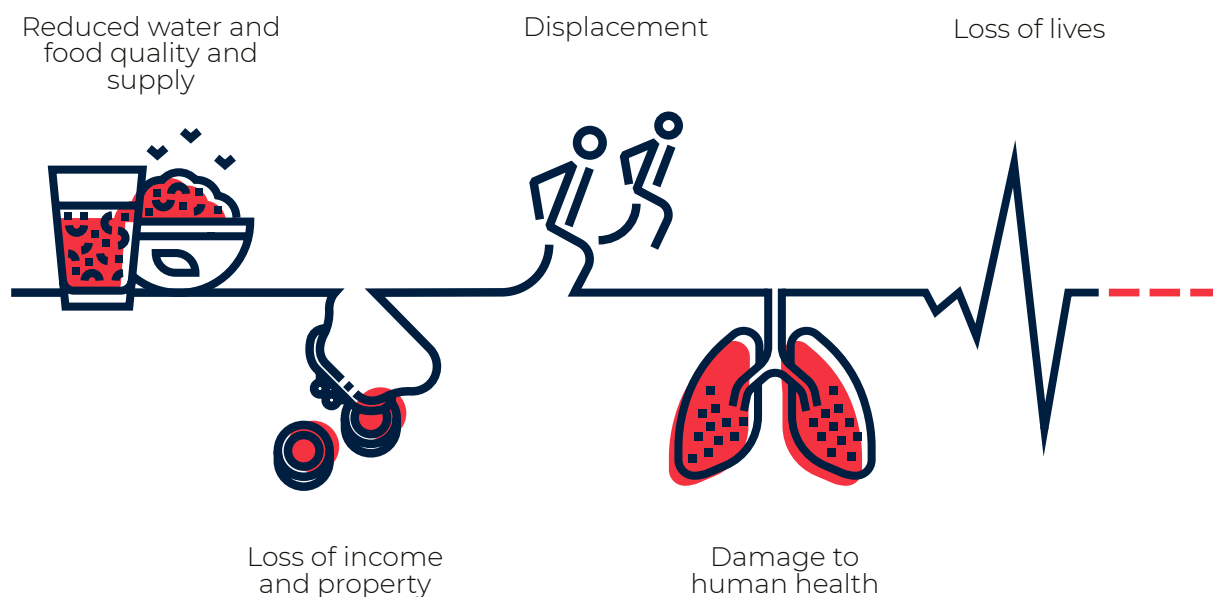 Reduced water and
food quality and
supply
Displacement
Loss of lives
Loss of income
and property
Damage to
human health